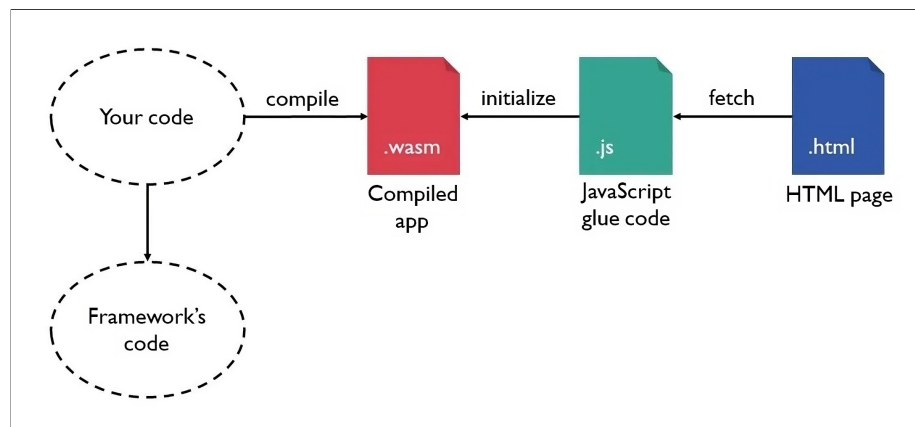 Your code
compile
.wasm
Compiled
app
initialize
.js
JavaScript
glue code
fetch
.html
HTML page
Framework's
code